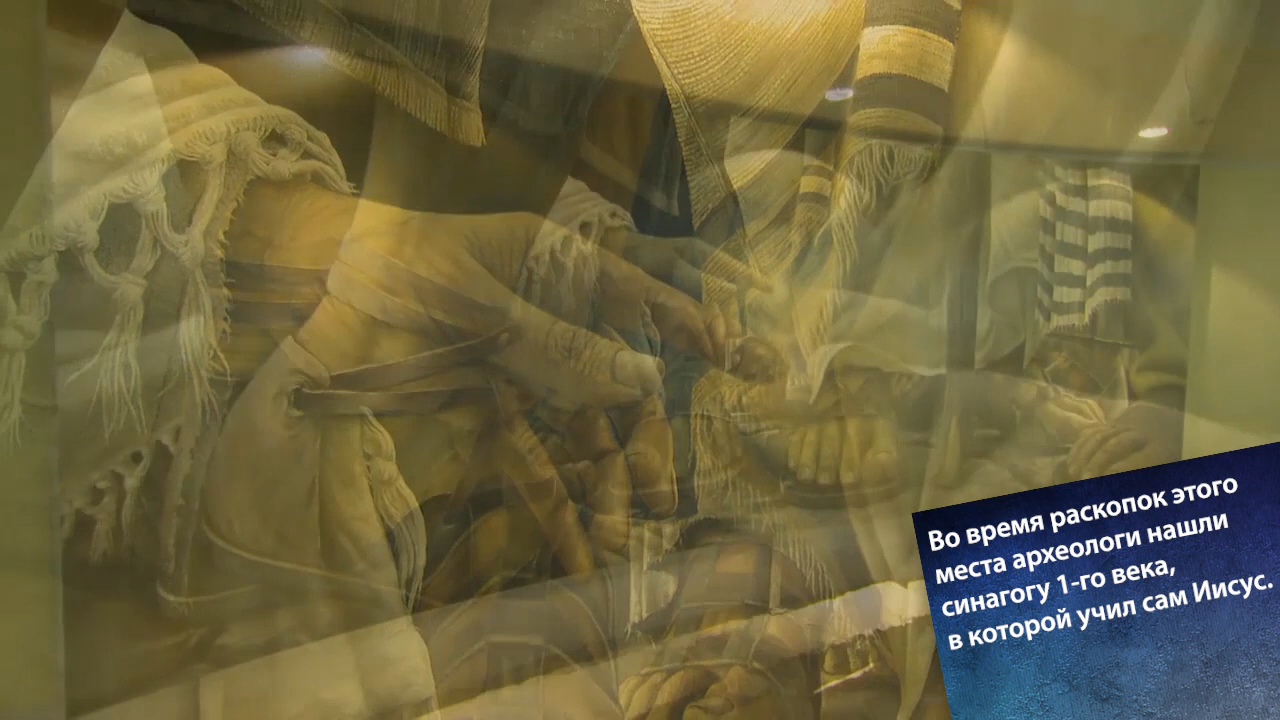 Во время раскопок этого
места археологи нашли
синагогу 1-го века,
в которой учил сам Иисус.